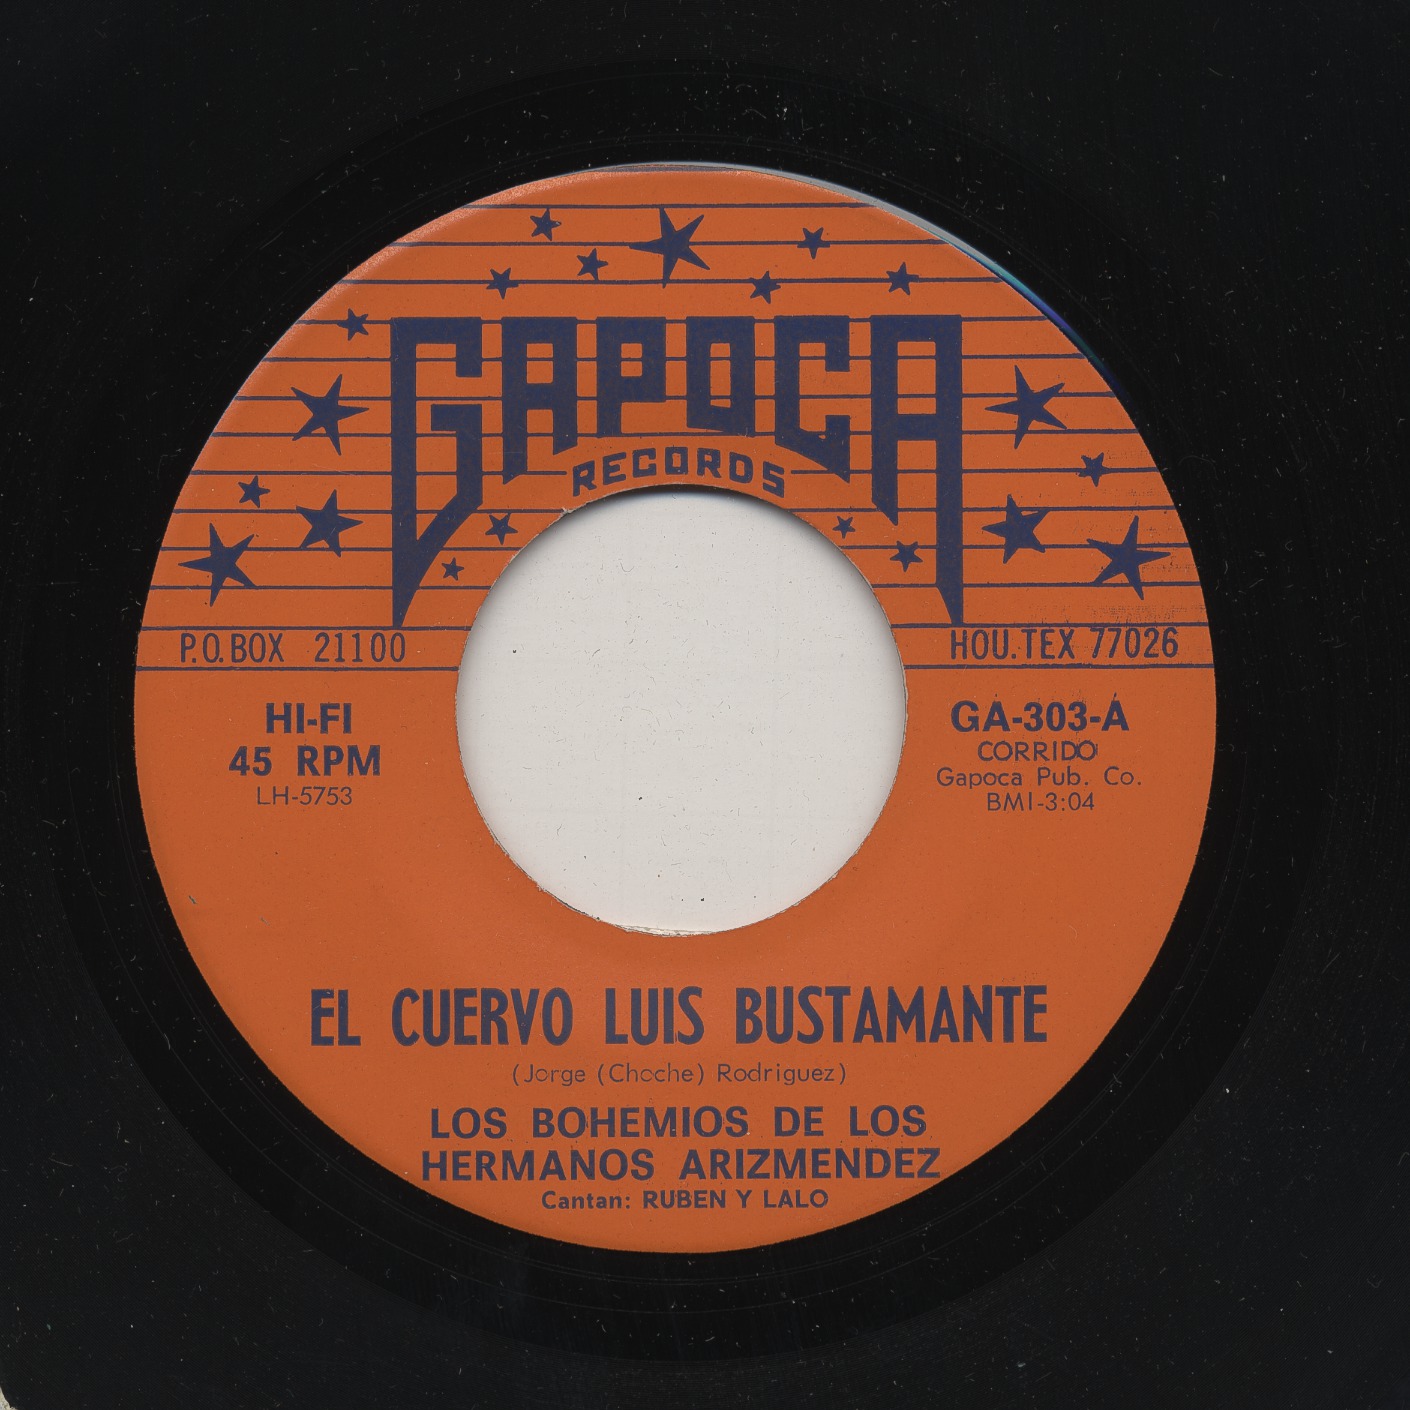 GAPOCA
RECORDS
P.O. BOX 21100
HOU. TEX 77026
HI-FI
45 RPM
LH-5753
GA-303-A
CORRIDO
Gapoca Pub. Co.
BMI-3:04
EL CUERVO LUIS BUSTAMANTE
(Jorge (Choche) Rodriguez)
LOS BOHEMIOS DE LOS
HERMANOS ARIZMENDEZ
Cantan: RUBEN Y LALO